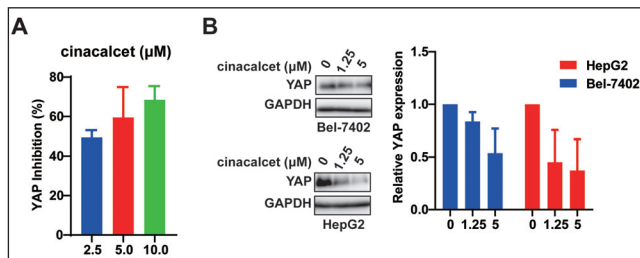 A
cinacalcet (μM)
YAP Inhibition (%)
80
60
40
20
0
2.5 5.0 10.0
B
cinacalcet (μM) 0 1.25 5
YAP
GAPDH
Bel-7402
cinacalcet (μM) 0 1.25 5
YAP
GAPDH
HepG2
Relative YAP expression
1.5
1.0
0.5
0.0
0 1.25 5 0 1.25 5
HepG2
Bel-7402